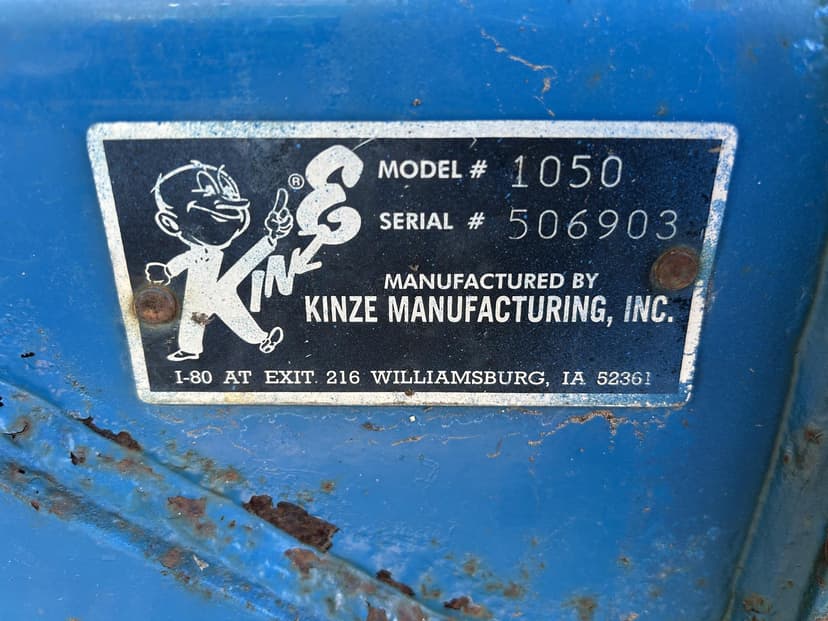 KINZE ®
MODEL # 1050
SERIAL # 506903
MANUFACTURED BY
KINZE MANUFACTURING, INC.
I-80 AT EXIT 216 WILLIAMSBURG, IA 52361